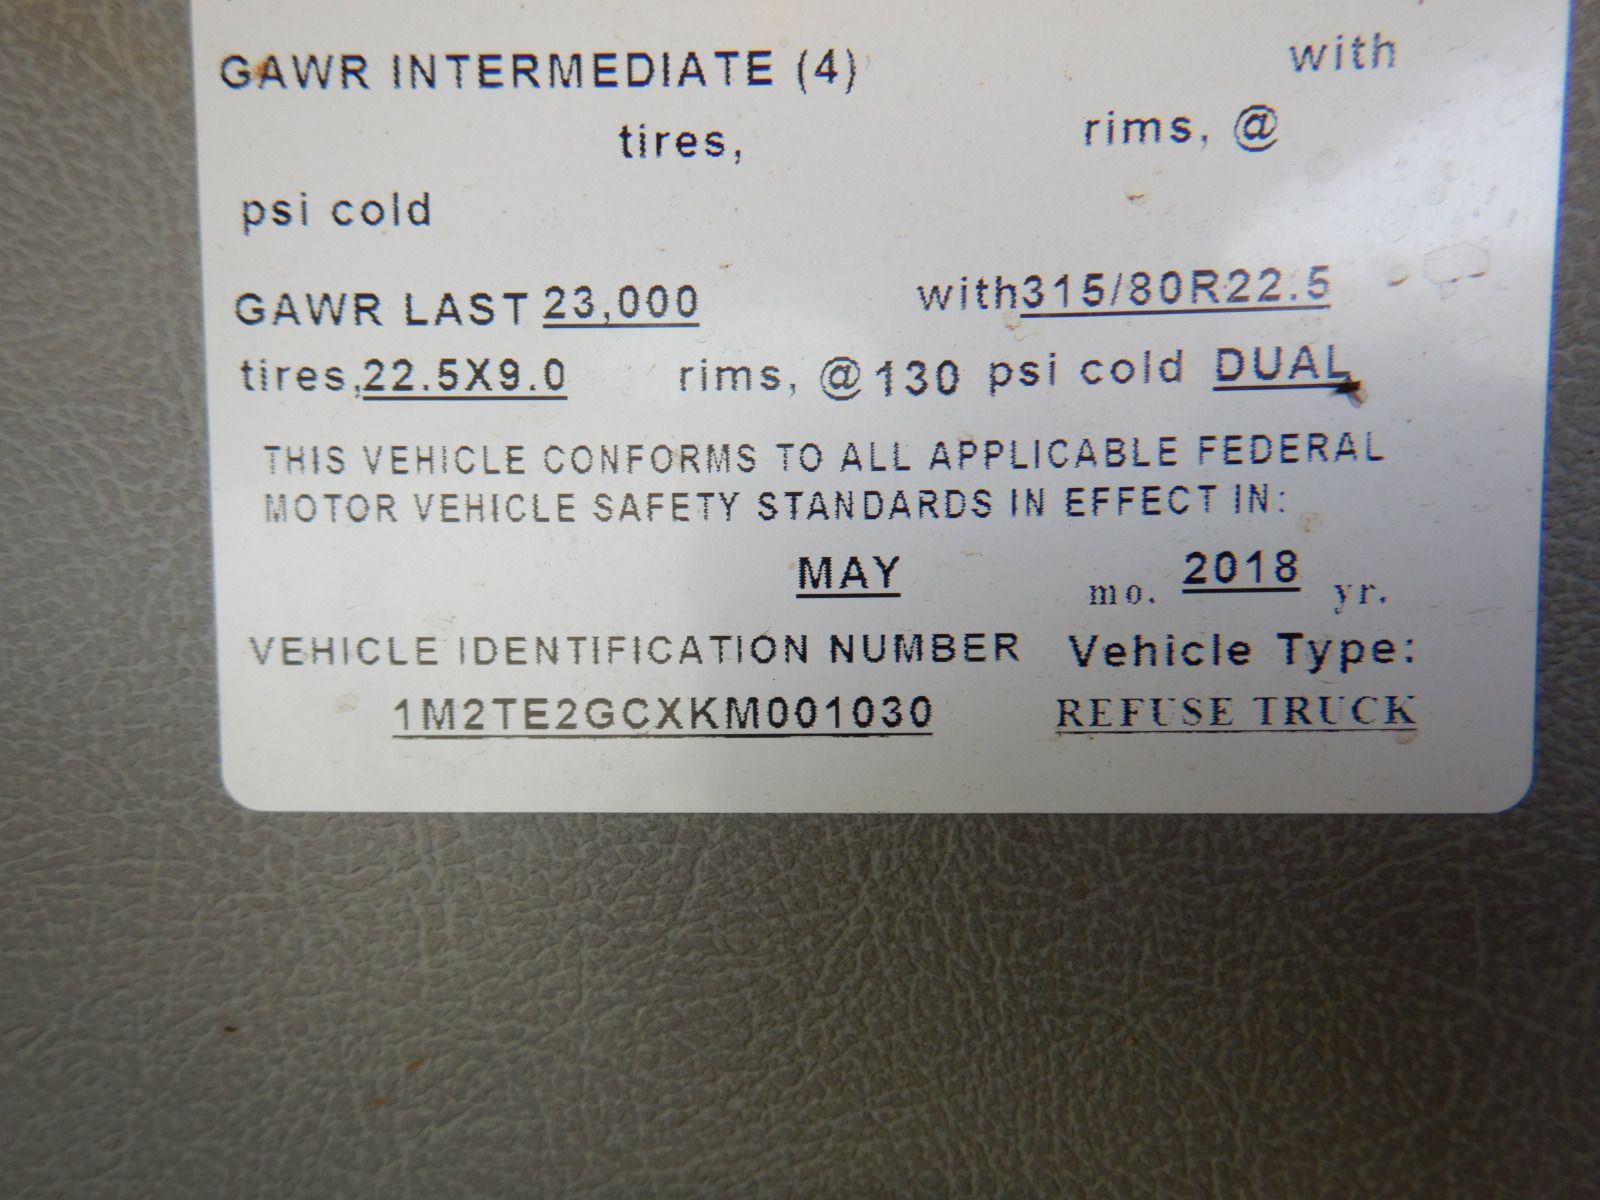 GAWR INTERMEDIATE (4) with
tires, rims, @
psi cold
GAWR LAST 23,000 with 315/80R22.5
tires, 22.5X9.0 rims, @ 130 psi cold DUAL
THIS VEHICLE CONFORMS TO ALL APPLICABLE FEDERAL
MOTOR VEHICLE SAFETY STANDARDS IN EFFECT IN:
MAY mo. 2018 yr.
VEHICLE IDENTIFICATION NUMBER Vehicle Type:
1M2TE2GCXKM001030 REFUSE TRUCK